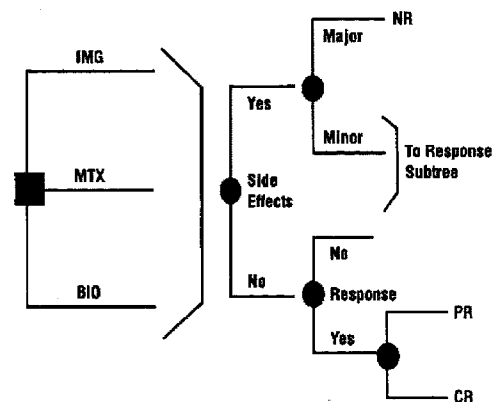 IMG
MTX
BIO
Yes
Side
Effects
No
Major
NR
Minor
To Response
Subtree
No
Response
Yes
PR
CR